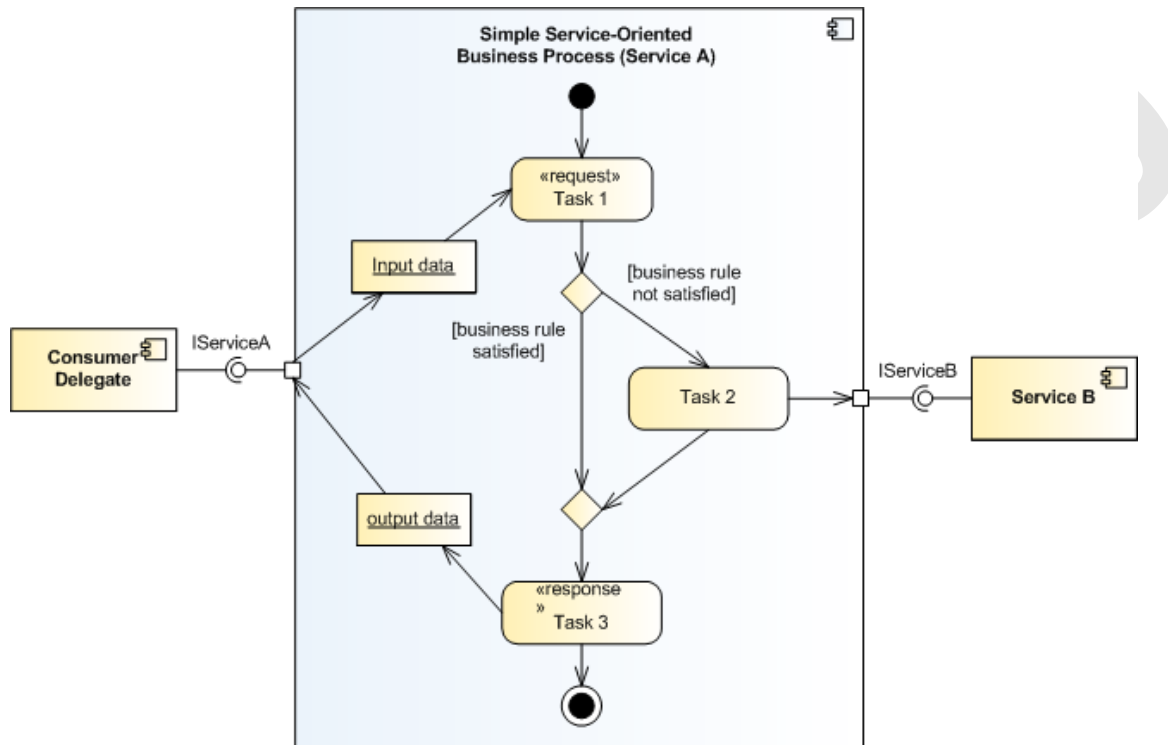 Simple Service-Oriented
Business Process (Service A)
«request»
Task 1
Input data
[business rule
not satisfied]
[business rule
satisfied]
IServiceA
Consumer
Delegate
Task 2
IServiceB
Service B
output data
«response
»
Task 3